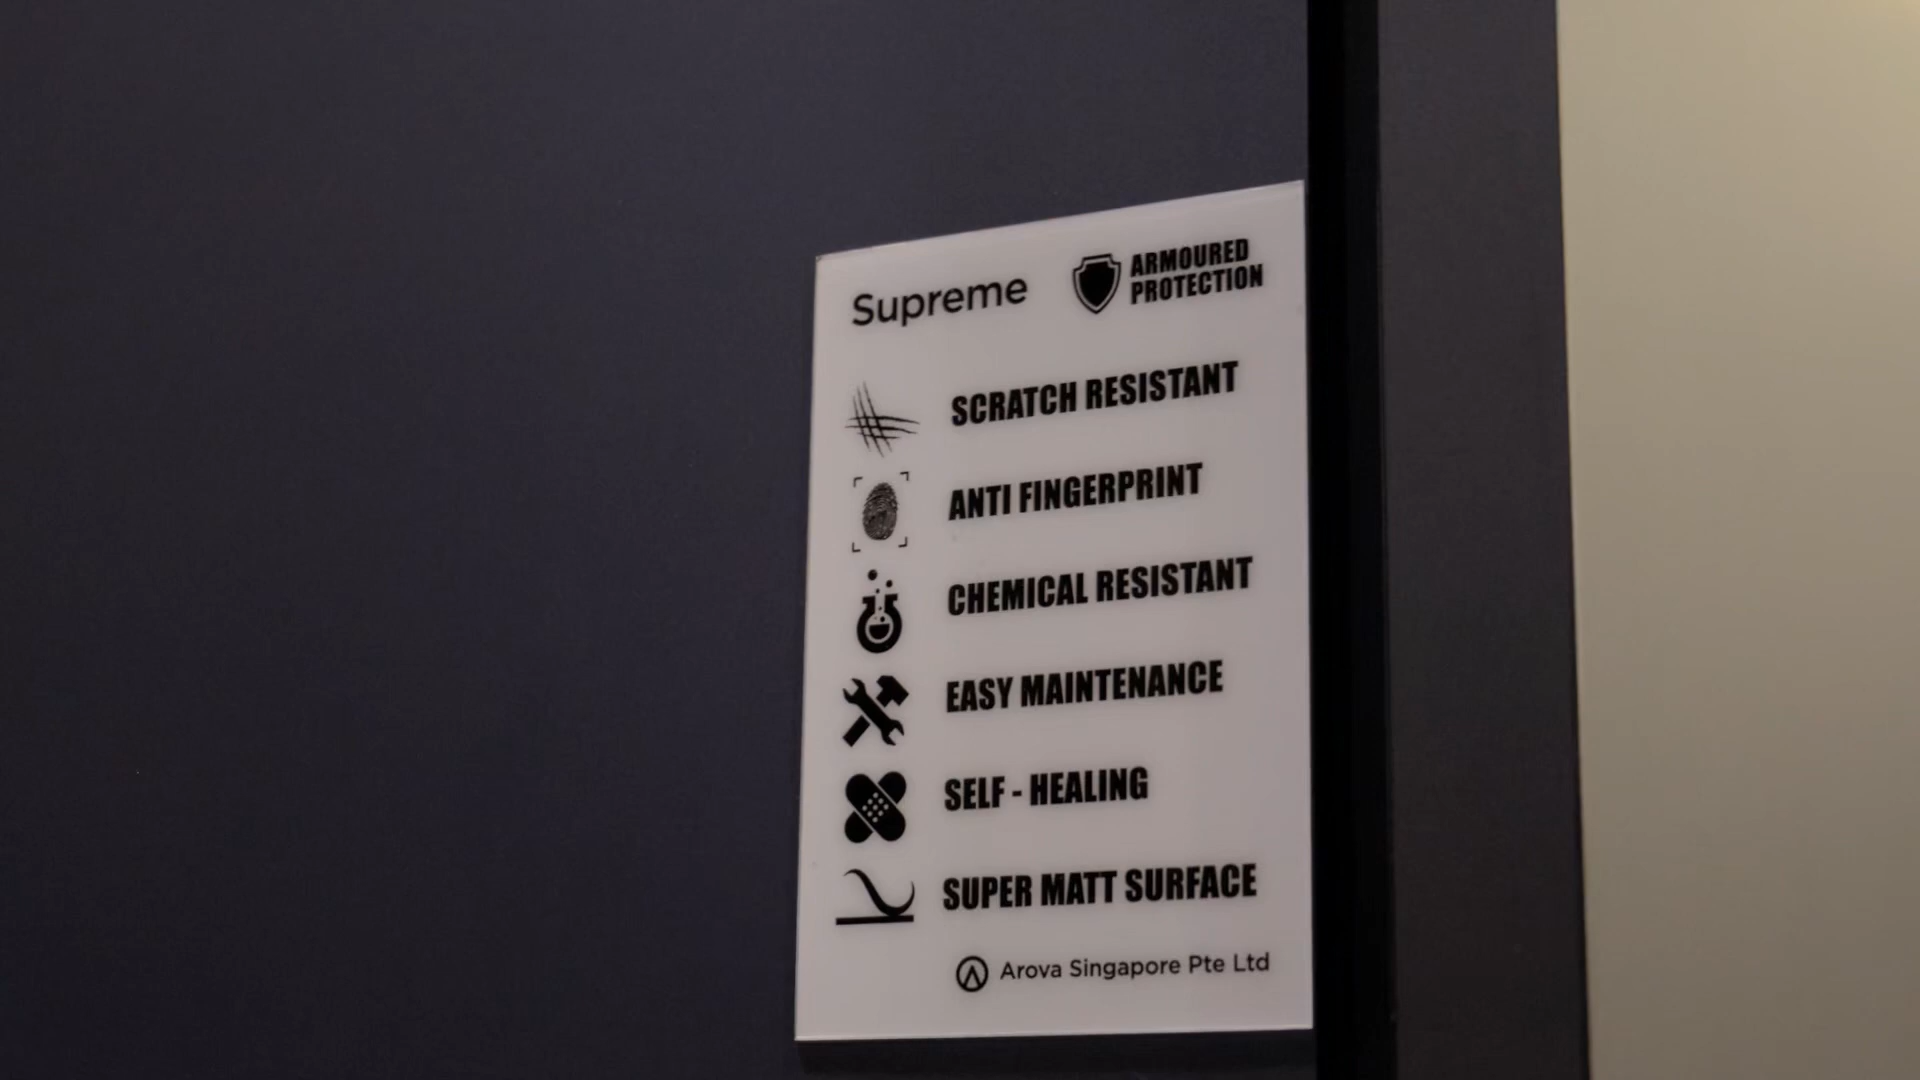 Supreme
ARMOURED
PROTECTION
SCRATCH RESISTANT
ANTI FINGERPRINT
CHEMICAL RESISTANT
EASY MAINTENANCE
SELF - HEALING
SUPER MATT SURFACE
Arova Singapore Pte Ltd